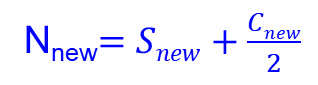 N_new = S_new + C_new/2